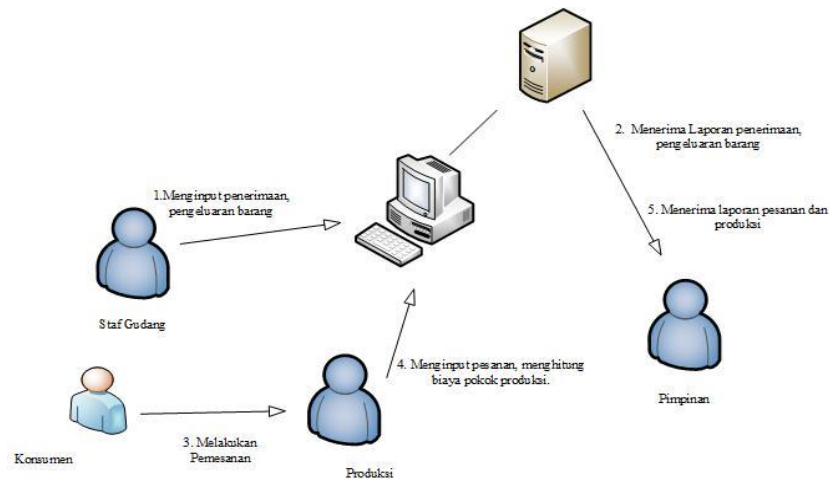 2. Menerima Laporan penerimaan,
pengeluaran barang
1.Menginput penerimaan,
pengeluaran barang
5. Menerima laporan pesanan dan
produksi
Staf Gudang
4. Menginput pesanan, menghitung
biaya pokok produksi.
Pimpinan
3. Melakukan
Pemesanan
Konsumen
Produksi